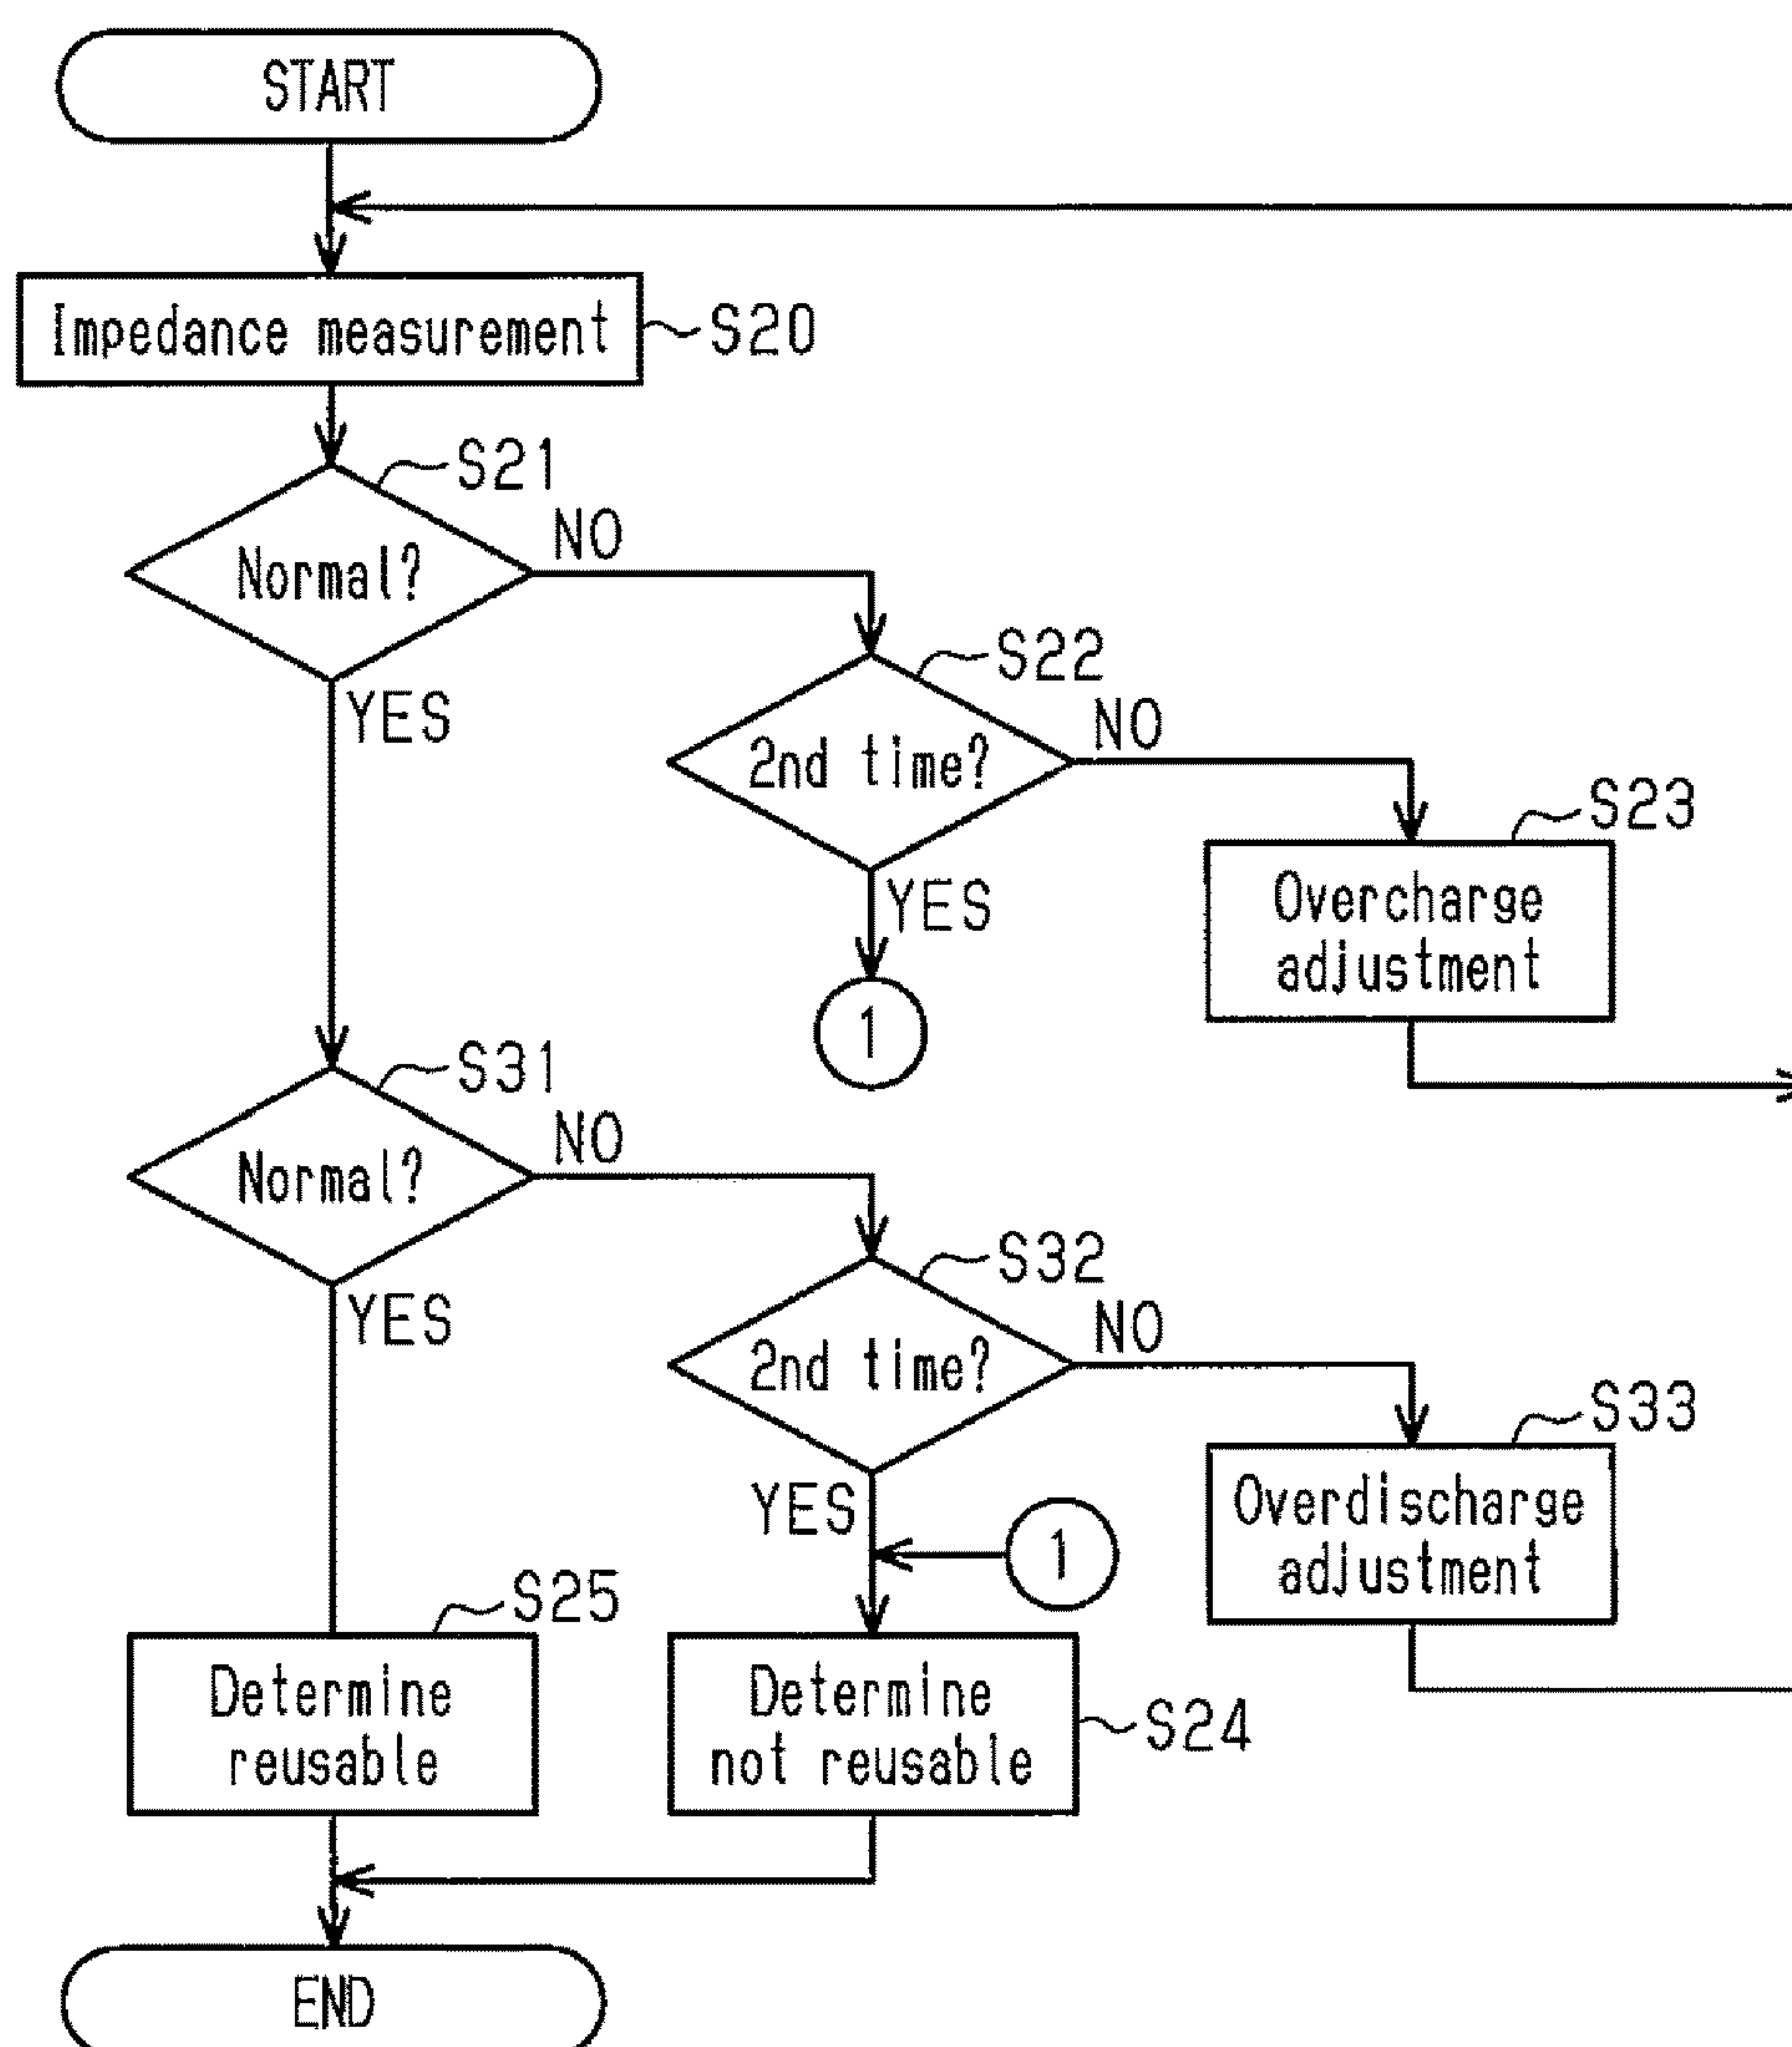 START
Impedance measurement
S20
S21
Normal?
NO
YES
S22
2nd time?
NO
YES
S23
Overcharge
adjustment
1
S31
Normal?
NO
YES
S32
2nd time?
NO
YES
S33
Overdischarge
adjustment
1
S25
Determine
reusable
Determine
not reusable
S24
END